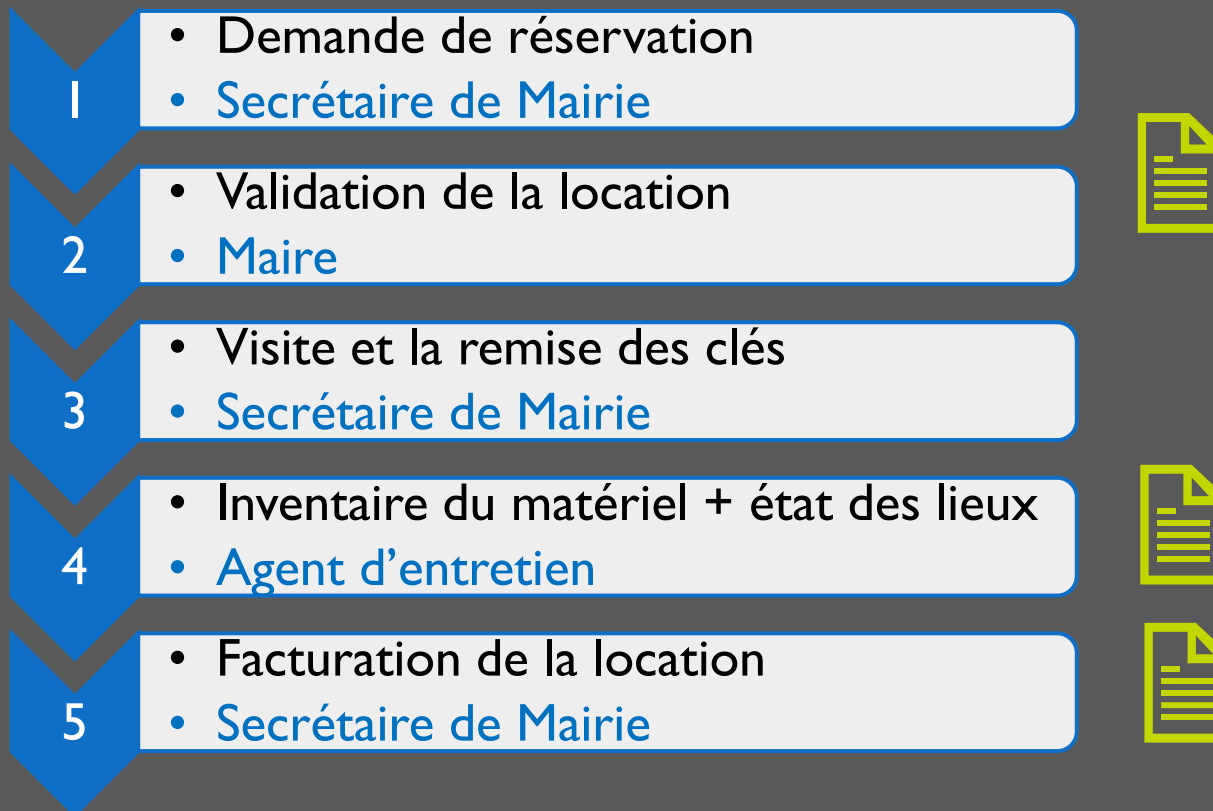 1
• Demande de réservation
• Secrétaire de Mairie
2
• Validation de la location
• Maire
3
• Visite et la remise des clés
• Secrétaire de Mairie
4
• Inventaire du matériel + état des lieux
• Agent d’entretien
5
• Facturation de la location
• Secrétaire de Mairie